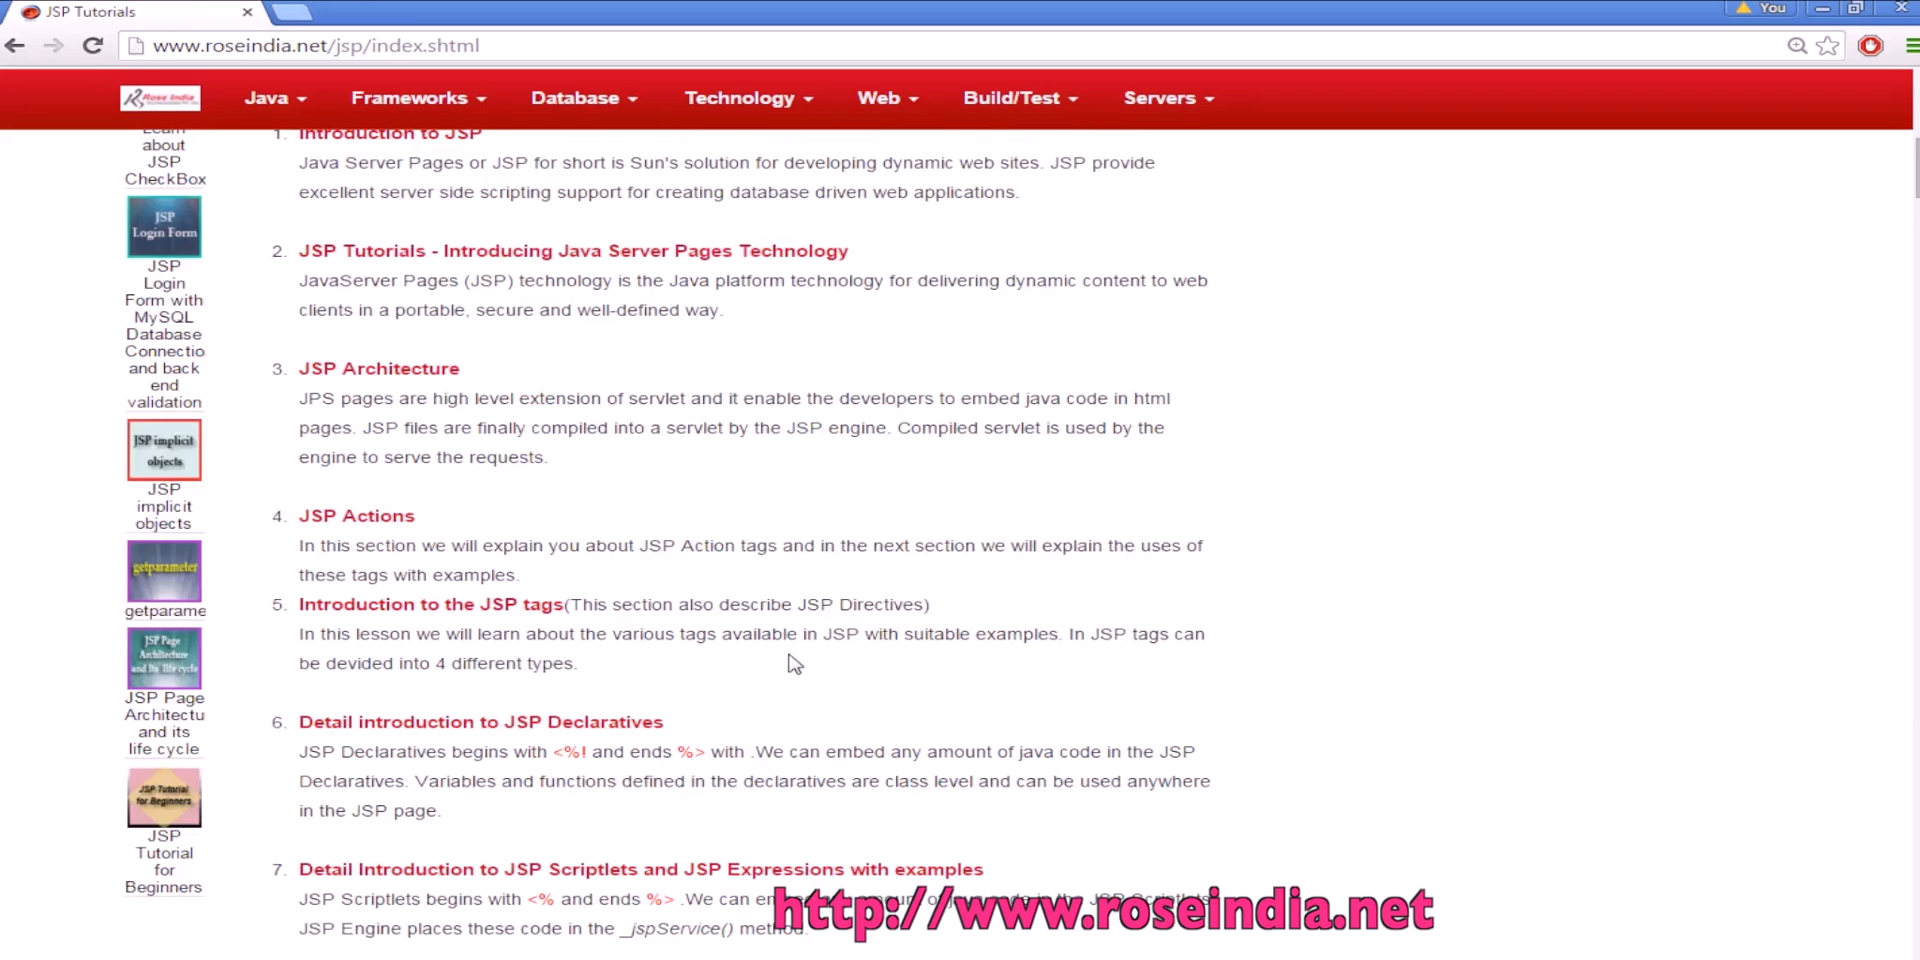 JSP Tutorials
You
www.roseindia.net/jsp/index.shtml
Rose India
Java
Frameworks
Database
Technology
Web
Build/Test
Servers
Learn
about
JSP
CheckBox
JSP
Login Form
JSP
Login
Form with
MySQL
Database
Connectio
and back
end
validation
JSP implicit
objects
JSP
implicit
objects
getparameter
getparame
JSP Page
Architecture
and its life cycle
JSP Page
Architectu
and its
life cycle
JSP Tutorial
for Beginners
JSP
Tutorial
for
Beginners
1. Introduction to JSP
Java Server Pages or JSP for short is Sun's solution for developing dynamic web sites. JSP provide
excellent server side scripting support for creating database driven web applications.
2. JSP Tutorials - Introducing Java Server Pages Technology
JavaServer Pages (JSP) technology is the Java platform technology for delivering dynamic content to web
clients in a portable, secure and well-defined way.
3. JSP Architecture
JPS pages are high level extension of servlet and it enable the developers to embed java code in html
pages. JSP files are finally compiled into a servlet by the JSP engine. Compiled servlet is used by the
engine to serve the requests.
4. JSP Actions
In this section we will explain you about JSP Action tags and in the next section we will explain the uses of
these tags with examples.
5. Introduction to the JSP tags(This section also describe JSP Directives)
In this lesson we will learn about the various tags available in JSP with suitable examples. In JSP tags can
be devided into 4 different types.
6. Detail introduction to JSP Declaratives
JSP Declaratives begins with <%! and ends %> with .We can embed any amount of java code in the JSP
Declaratives. Variables and functions defined in the declaratives are class level and can be used anywhere
in the JSP page.
7. Detail Introduction to JSP Scriptlets and JSP Expressions with examples
JSP Scriptlets begins with <% and ends %> .We can
JSP Engine places these code in the _jspService() method.
http://www.roseindia.net